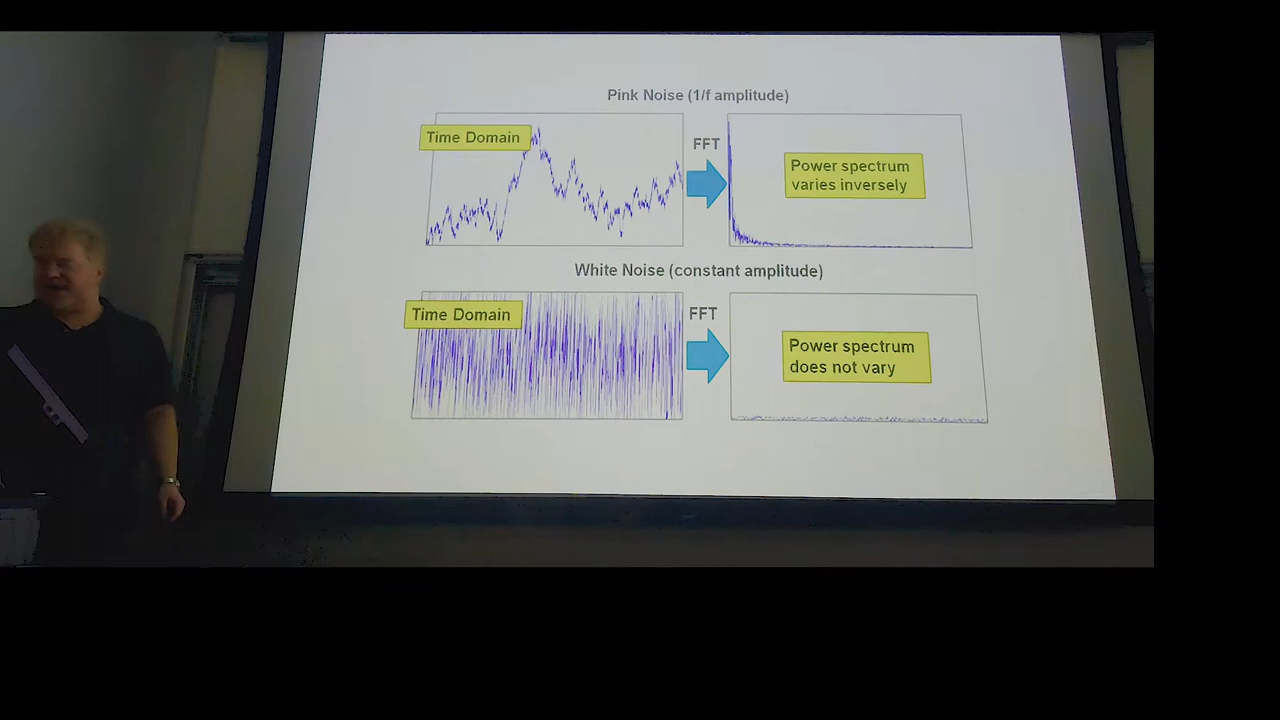 Pink Noise (1/f amplitude)
Time Domain
FFT
Power spectrum
varies inversely
White Noise (constant amplitude)
Time Domain
FFT
Power spectrum
does not vary